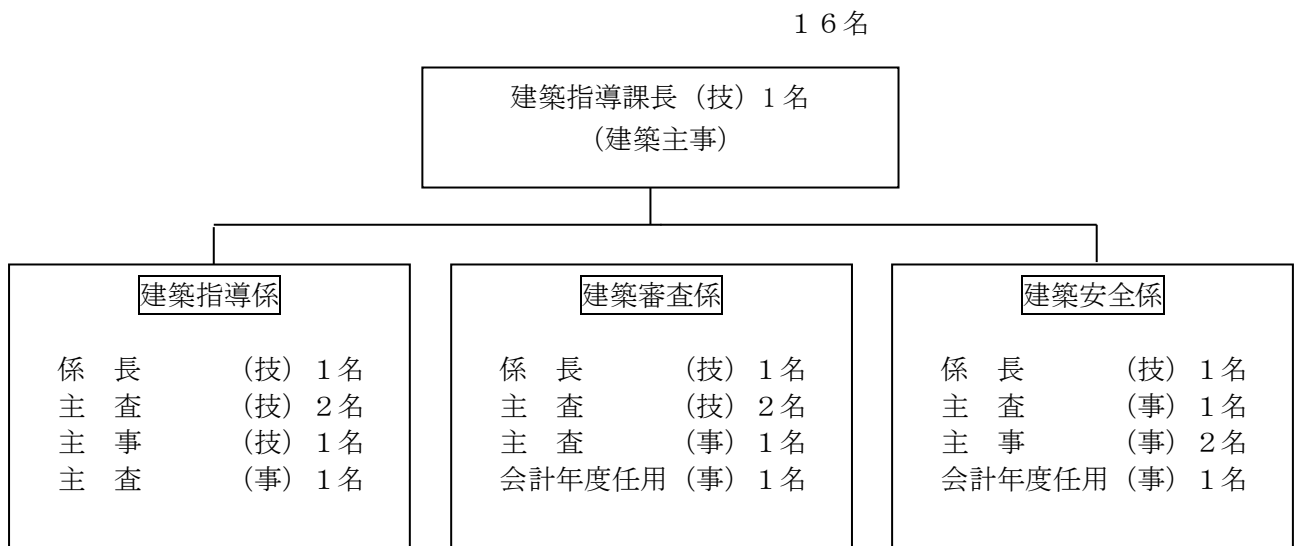 １６名
建築指導課長（技）１名
（建築主事）
建築指導係
係　長　　　（技）１名
主　査　　　（技）２名
主　事　　　（技）１名
主　査　　　（事）１名
建築審査係
係　長　　　（技）１名
主　査　　　（技）２名
主　査　　　（事）１名
会計年度任用（事）１名
建築安全係
係　長　　　（技）１名
主　査　　　（事）１名
主　事　　　（事）２名
会計年度任用（事）１名